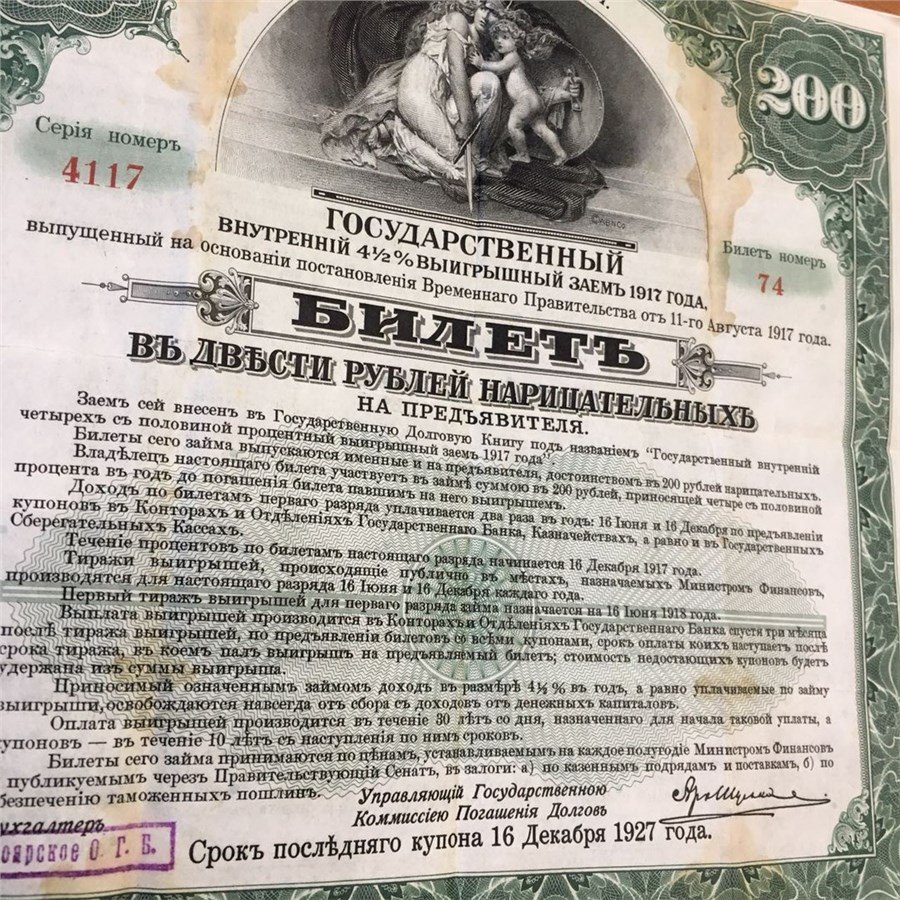 200
Серія номеръ
4117
©ABNCo
ГОСУДАРСТВЕННЫЙ
ВНУТРЕННІЙ 4½% ВЫИГРЫШНЫЙ ЗАЕМЪ 1917 ГОДА,
выпущенный на основаніи постановленія Временнаго Правительства отъ 11-го Августа 1917 года.
Билетъ номеръ
74
БИЛЕТЪ
ВЪ ДВѢСТИ РУБЛЕЙ НАРИЦАТЕЛЬНЫХЪ
НА ПРЕДЪЯВИТЕЛЯ.
Заемъ сей внесенъ въ Государственную Долговую Книгу подъ названіемъ “Государственный внутренній
четырехъ съ половиной процентный выигрышный заемъ 1917 года”.
Билеты сего займа выпускаются именные и на предъявителя, достоинствомъ въ 200 рублей нарицательныхъ.
Владѣлецъ настоящаго билета участвуетъ въ займѣ суммою въ 200 рублей, приносящей четыре съ половиной
процента въ годъ до погашенія билета павшимъ на него выигрышемъ.
Доходъ по билетамъ перваго разряда уплачивается два раза въ годъ: 16 Іюня и 16 Декабря по предъявленіи
купоновъ въ Конторахъ и Отдѣленіяхъ Государственнаго Банка, Казначействахъ, а равно и въ Государственныхъ
Сберегательныхъ Кассахъ.
Теченіе процентовъ по билетамъ настоящаго разряда начинается 16 Декабря 1917 года.
Тиражи выигрышей, происходящіе публично въ мѣстахъ, назначаемыхъ Министромъ Финансовъ,
производятся для настоящаго разряда 16 Іюня и 16 Декабря каждаго года.
Первый тиражъ выигрышей для перваго разряда займа назначается на 16 Іюня 1918 года.
Выплата выигрышей производится въ Конторахъ и Отдѣленіяхъ Государственнаго Банка спустя три мѣсяца
послѣ тиража выигрышей, по предъявленіи билетовъ со всѣми купонами, срокъ оплаты коихъ наступаетъ послѣ
срока тиража, въ коемъ палъ выигрышъ на предъявляемый билетъ; стоимость недостающихъ купоновъ будетъ
удержана изъ суммы выигрыша.
Приносимый означеннымъ займомъ доходъ въ размѣрѣ 4½% въ годъ, а равно уплачиваемые по займу
выигрыши, освобождаются навсегда отъ сбора съ доходовъ отъ денежныхъ капиталовъ.
Оплата выигрышей производится въ теченіе 30 лѣтъ со дня, назначеннаго для начала таковой уплаты, а
купоновъ — въ теченіе 10 лѣтъ съ наступленія по нимъ сроковъ.
Билеты сего займа принимаются по цѣнамъ, устанавливаемымъ на каждое полугодіе Министромъ Финансовъ
публикуемымъ черезъ Правительствующій Сенатъ, въ залоги: а) по казеннымъ подрядамъ и поставкамъ, б) по
безпеченію таможенныхъ пошлинъ.
Управляющій Государственною
Коммиссіею Погашенія Долговъ
ухгалтеръ
оярское О. Г. Б.
Срокъ послѣдняго купона 16 Декабря 1927 года.